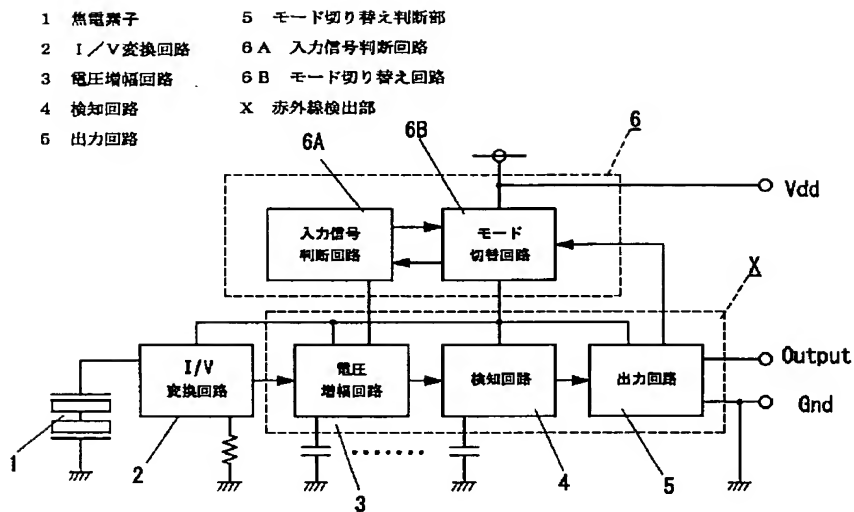 1 焦電素子
2 I/V変換回路
3 電圧増幅回路
4 検知回路
5 出力回路
5 モード切り替え判断部
6A 入力信号判断回路
6B モード切り替え回路
X 赤外線検出部
6A
6B
6
Vdd
入力信号
判断回路
モード
切替回路
X
I/V
変換回路
電圧
増幅回路
検知回路
出力回路
Output
Gnd
1
2
3
4
5